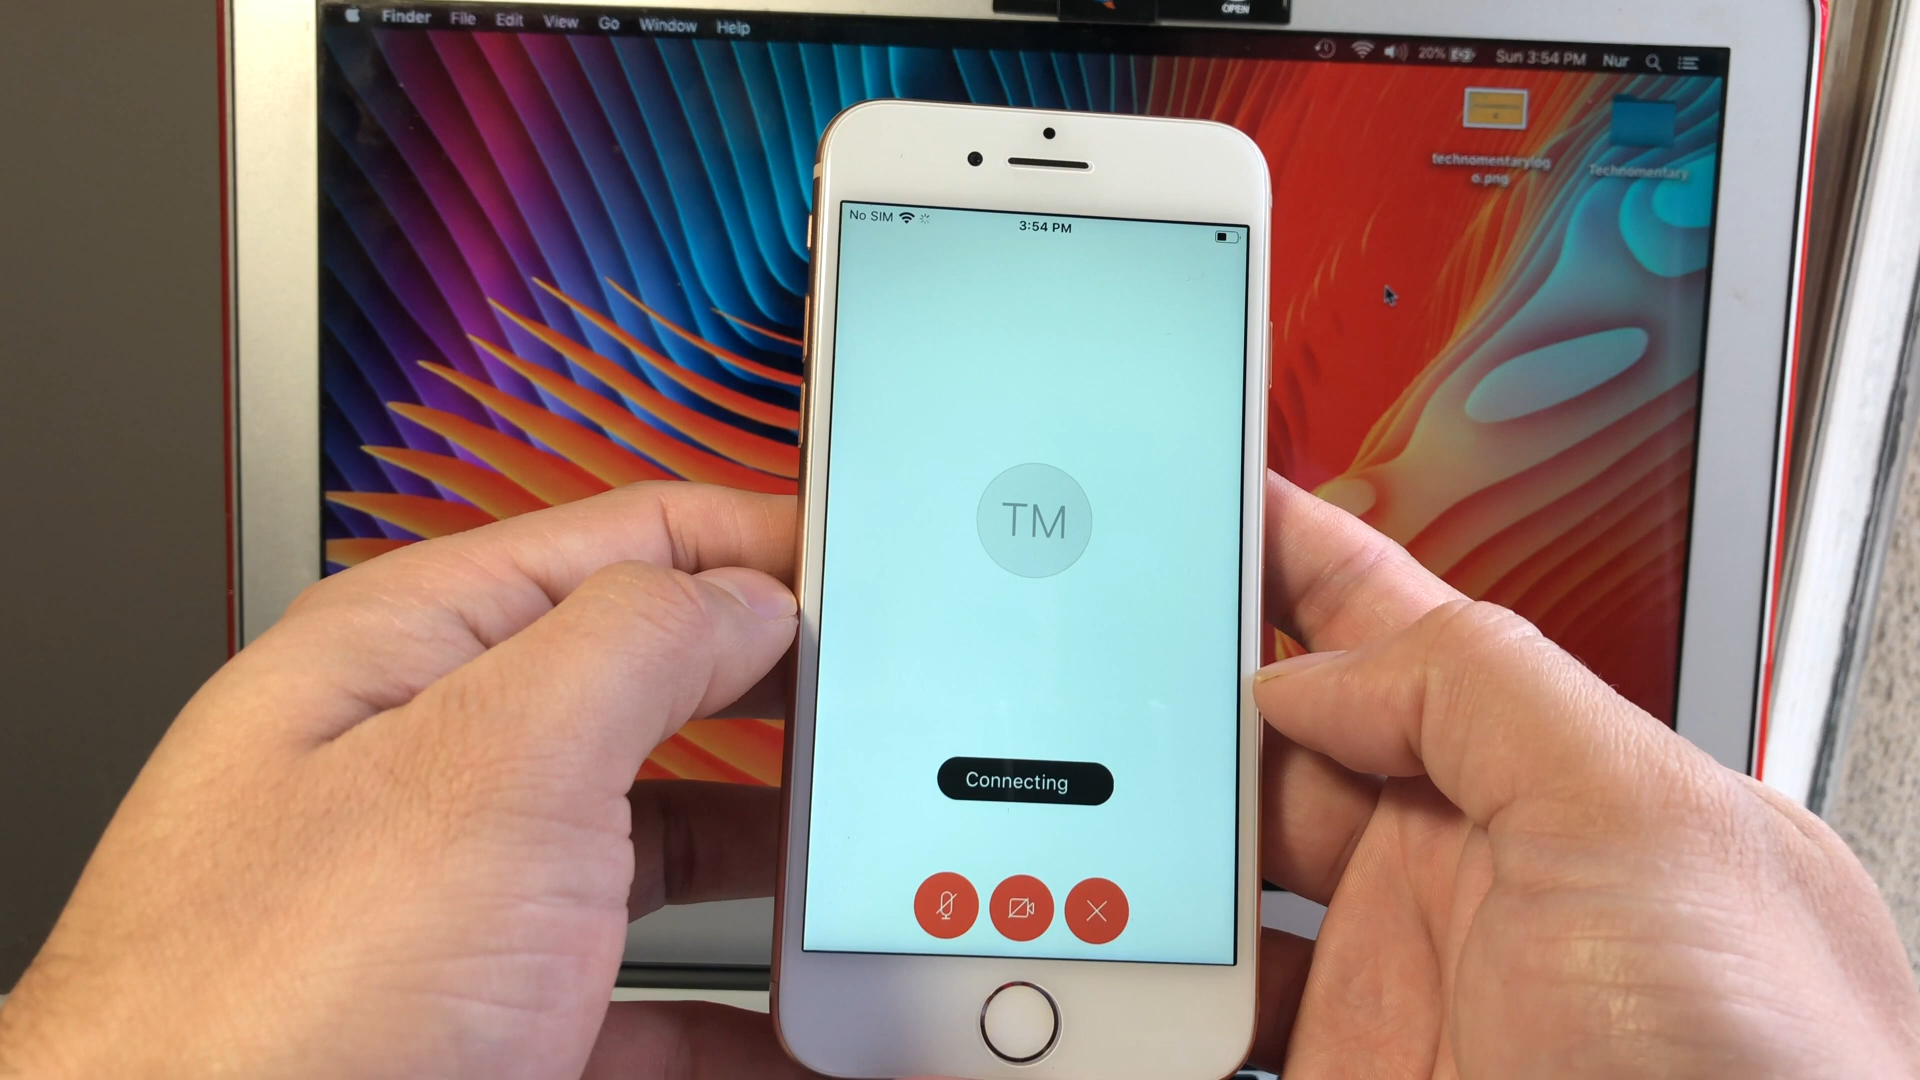 Finder File Edit View Go Window Help
OPEN
20% Sun 3:54 PM Nur
technomentarylog
o.png
Technomentary
No SIM 3:54 PM
TM
Connecting